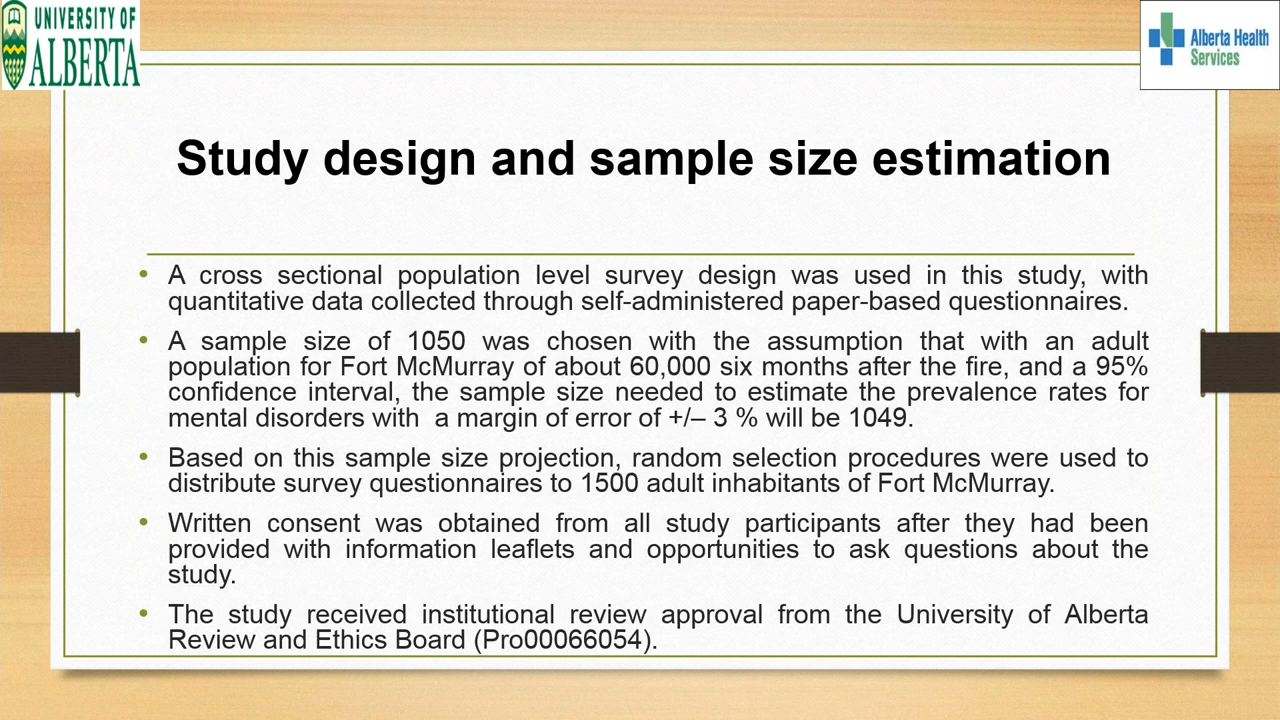 UNIVERSITY OF
ALBERTA
Alberta Health
Services
Study design and sample size estimation
• A cross sectional population level survey design was used in this study, with
quantitative data collected through self-administered paper-based questionnaires.
• A sample size of 1050 was chosen with the assumption that with an adult
population for Fort McMurray of about 60,000 six months after the fire, and a 95%
confidence interval, the sample size needed to estimate the prevalence rates for
mental disorders with  a margin of error of +/– 3 % will be 1049.
• Based on this sample size projection, random selection procedures were used to
distribute survey questionnaires to 1500 adult inhabitants of Fort McMurray.
• Written consent was obtained from all study participants after they had been
provided with information leaflets and opportunities to ask questions about the
study.
• The study received institutional review approval from the University of Alberta
Review and Ethics Board (Pro00066054).